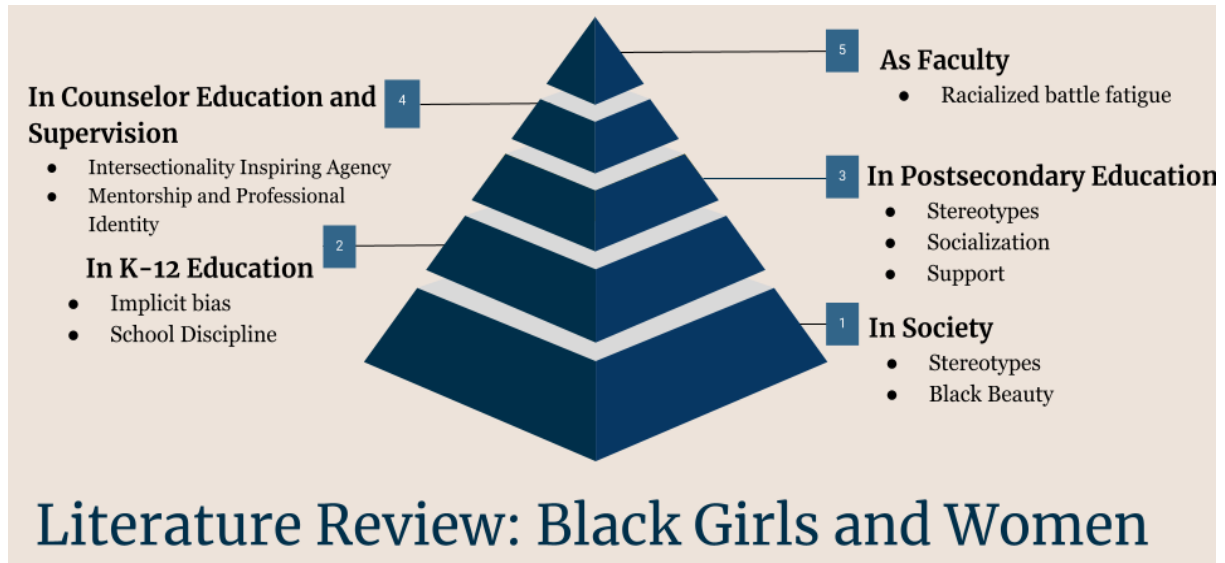 5
As Faculty
● Racialized battle fatigue
4
In Counselor Education and
Supervision
● Intersectionality Inspiring Agency
● Mentorship and Professional
Identity
3
In Postsecondary Education
● Stereotypes
● Socialization
● Support
2
In K-12 Education
● Implicit bias
● School Discipline
1
In Society
● Stereotypes
● Black Beauty
Literature Review: Black Girls and Women